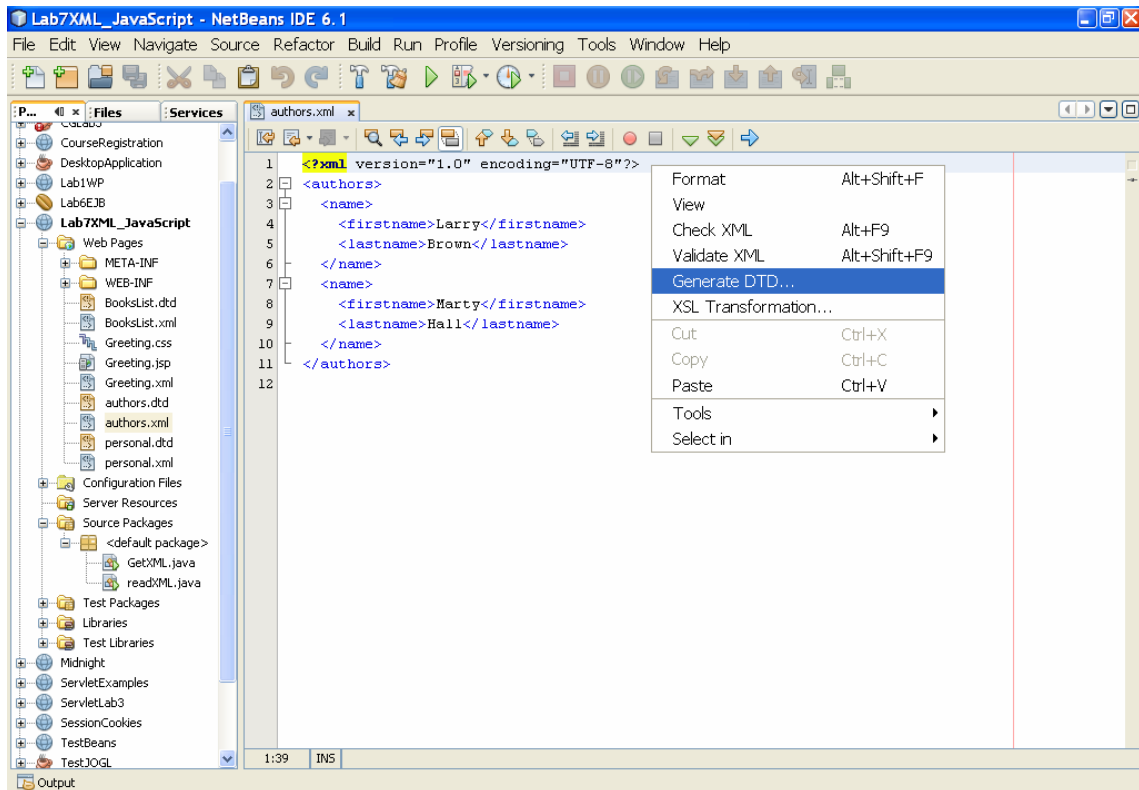 Lab7XML_JavaScript - NetBeans IDE 6.1
File Edit View Navigate Source Refactor Build Run Profile Versioning Tools Window Help
P... Files Services
authors.xml
CGLab3
CourseRegistration
DesktopApplication
Lab1WP
Lab6EJB
Lab7XML_JavaScript
Web Pages
META-INF
WEB-INF
BooksList.dtd
BooksList.xml
Greeting.css
Greeting.jsp
Greeting.xml
authors.dtd
authors.xml
personal.dtd
personal.xml
Configuration Files
Server Resources
Source Packages
<default package>
GetXML.java
readXML.java
Test Packages
Libraries
Test Libraries
Midnight
ServletExamples
ServletLab3
SessionCookies
TestBeans
TestJOGL
1 <?xml version="1.0" encoding="UTF-8"?>
2 <authors>
3 <name>
4 <firstname>Larry</firstname>
5 <lastname>Brown</lastname>
6 </name>
7 <name>
8 <firstname>Marty</firstname>
9 <lastname>Hall</lastname>
10 </name>
11 </authors>
12
Format Alt+Shift+F
View
Check XML Alt+F9
Validate XML Alt+Shift+F9
Generate DTD...
XSL Transformation...
Cut Ctrl+X
Copy Ctrl+C
Paste Ctrl+V
Tools
Select in
1:39 INS
Output